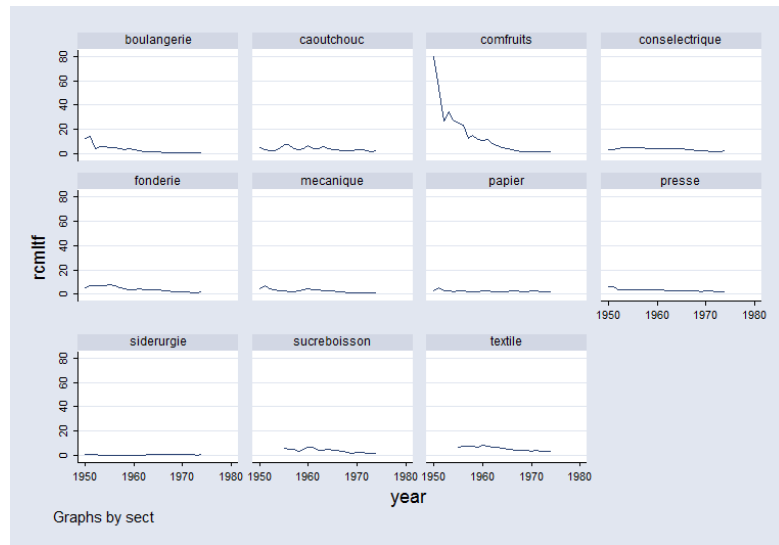 boulangerie caoutchouc comfruits conselectrique
80
60
40
20
0
fonderie mecanique papier presse
80
60
40
20
0
1950 1960 1970 1980
siderurgie sucreboisson textile
80
60
40
20
0
1950 1960 1970 1980 1950 1960 1970 1980 1950 1960 1970 1980
rcmltf
year
Graphs by sect